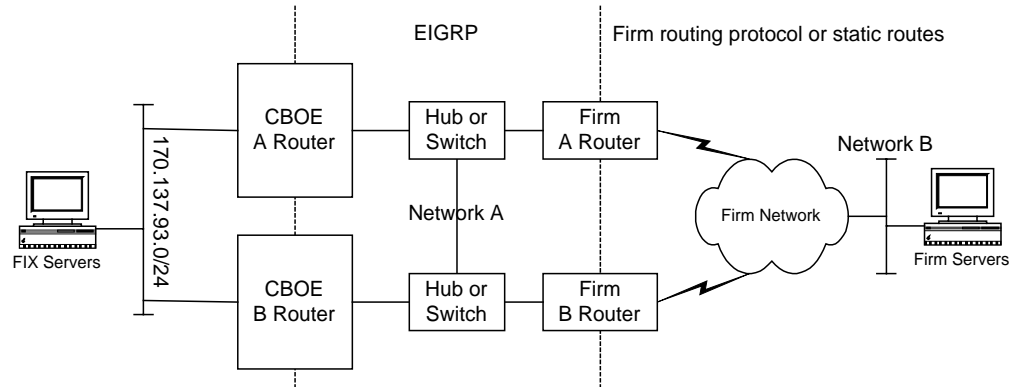 EIGRP
Firm routing protocol or static routes
CBOE
A Router
Hub or
Switch
Firm
A Router
Network B
170.137.93.0/24
Network A
Firm Network
FIX Servers
Firm Servers
CBOE
B Router
Hub or
Switch
Firm
B Router